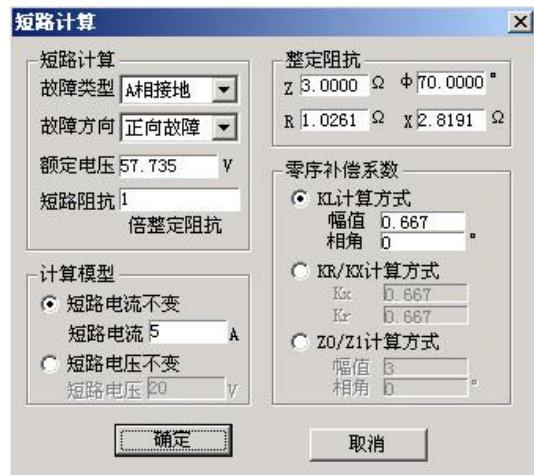 短路计算
短路计算
故障类型 A相接地
故障方向 正向故障
额定电压 57.735 V
短路阻抗 1
倍整定阻抗
计算模型
短路电流不变
短路电流 5 A
短路电压不变
短路电压 20 V
整定阻抗
Z 3.0000 Ω Φ 70.0000 °
R 1.0261 Ω X 2.8191 Ω
零序补偿系数
KL计算方式
幅值 0.667
相角 0 °
KR/KX计算方式
Kx 0.667
Kr 0.667
Z0/Z1计算方式
幅值 3
相角 0 °
确定
取消